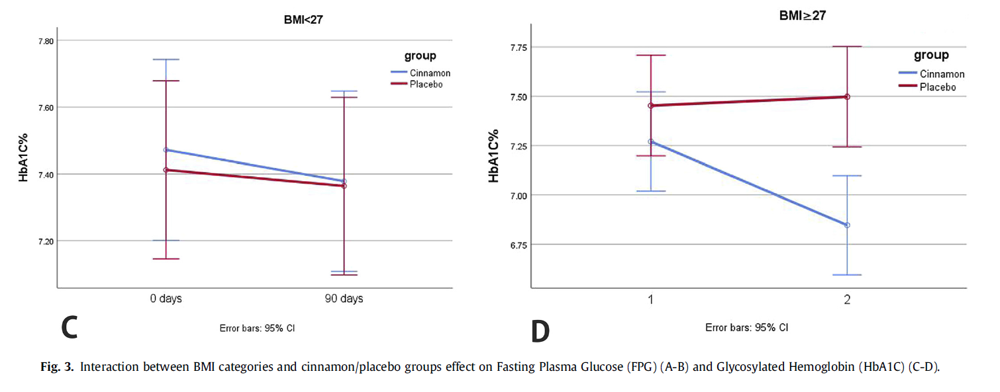 BMI<27
7.80
7.60
7.40
7.20
HbA1C%
group
Cinnamon
Placebo
0 days
90 days
C
Error bars: 95% CI
BMI≥27
7.75
7.50
7.25
7.00
6.75
HbA1C%
group
Cinnamon
Placebo
1
2
D
Error bars: 95% CI
Fig. 3. Interaction between BMI categories and cinnamon/placebo groups effect on Fasting Plasma Glucose (FPG) (A-B) and Glycosylated Hemoglobin (HbA1C) (C-D).